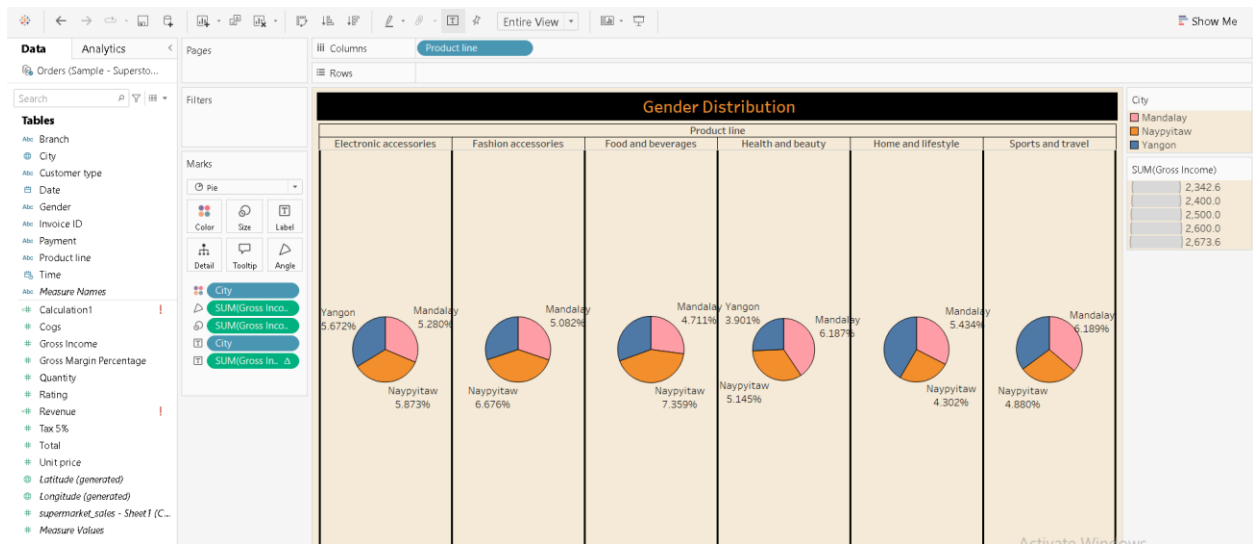 Entire View
Show Me
Data
Analytics
Pages
Columns
Product line
Orders (Sample - Supersto...
Rows
Search
Filters
Tables
Branch
City
Customer type
Date
Gender
Invoice ID
Payment
Product line
Time
Measure Names
Calculation1
Cogs
Gross Income
Gross Margin Percentage
Quantity
Rating
Revenue
Tax 5%
Total
Unit price
Latitude (generated)
Longitude (generated)
supermarket_sales - Sheet1 (C...
Measure Values
Marks
Pie
Color
Size
Label
Detail
Tooltip
Angle
City
SUM(Gross Inco..
SUM(Gross Inco..
City
SUM(Gross In.. Δ
Gender Distribution
Product line
Electronic accessories
Fashion accessories
Food and beverages
Health and beauty
Home and lifestyle
Sports and travel
Yangon
5.672%
Mandalay
5.280%
Naypyitaw
5.873%
Mandalay
5.082%
Naypyitaw
6.676%
Mandalay
4.711%
Naypyitaw
7.359%
Yangon
3.901%
Mandalay
6.187%
Naypyitaw
5.145%
Mandalay
5.434%
Naypyitaw
4.302%
Mandalay
6.189%
Naypyitaw
4.880%
City
Mandalay
Naypyitaw
Yangon
SUM(Gross Income)
2,342.6
2,400.0
2,500.0
2,600.0
2,673.6
Activate Windows